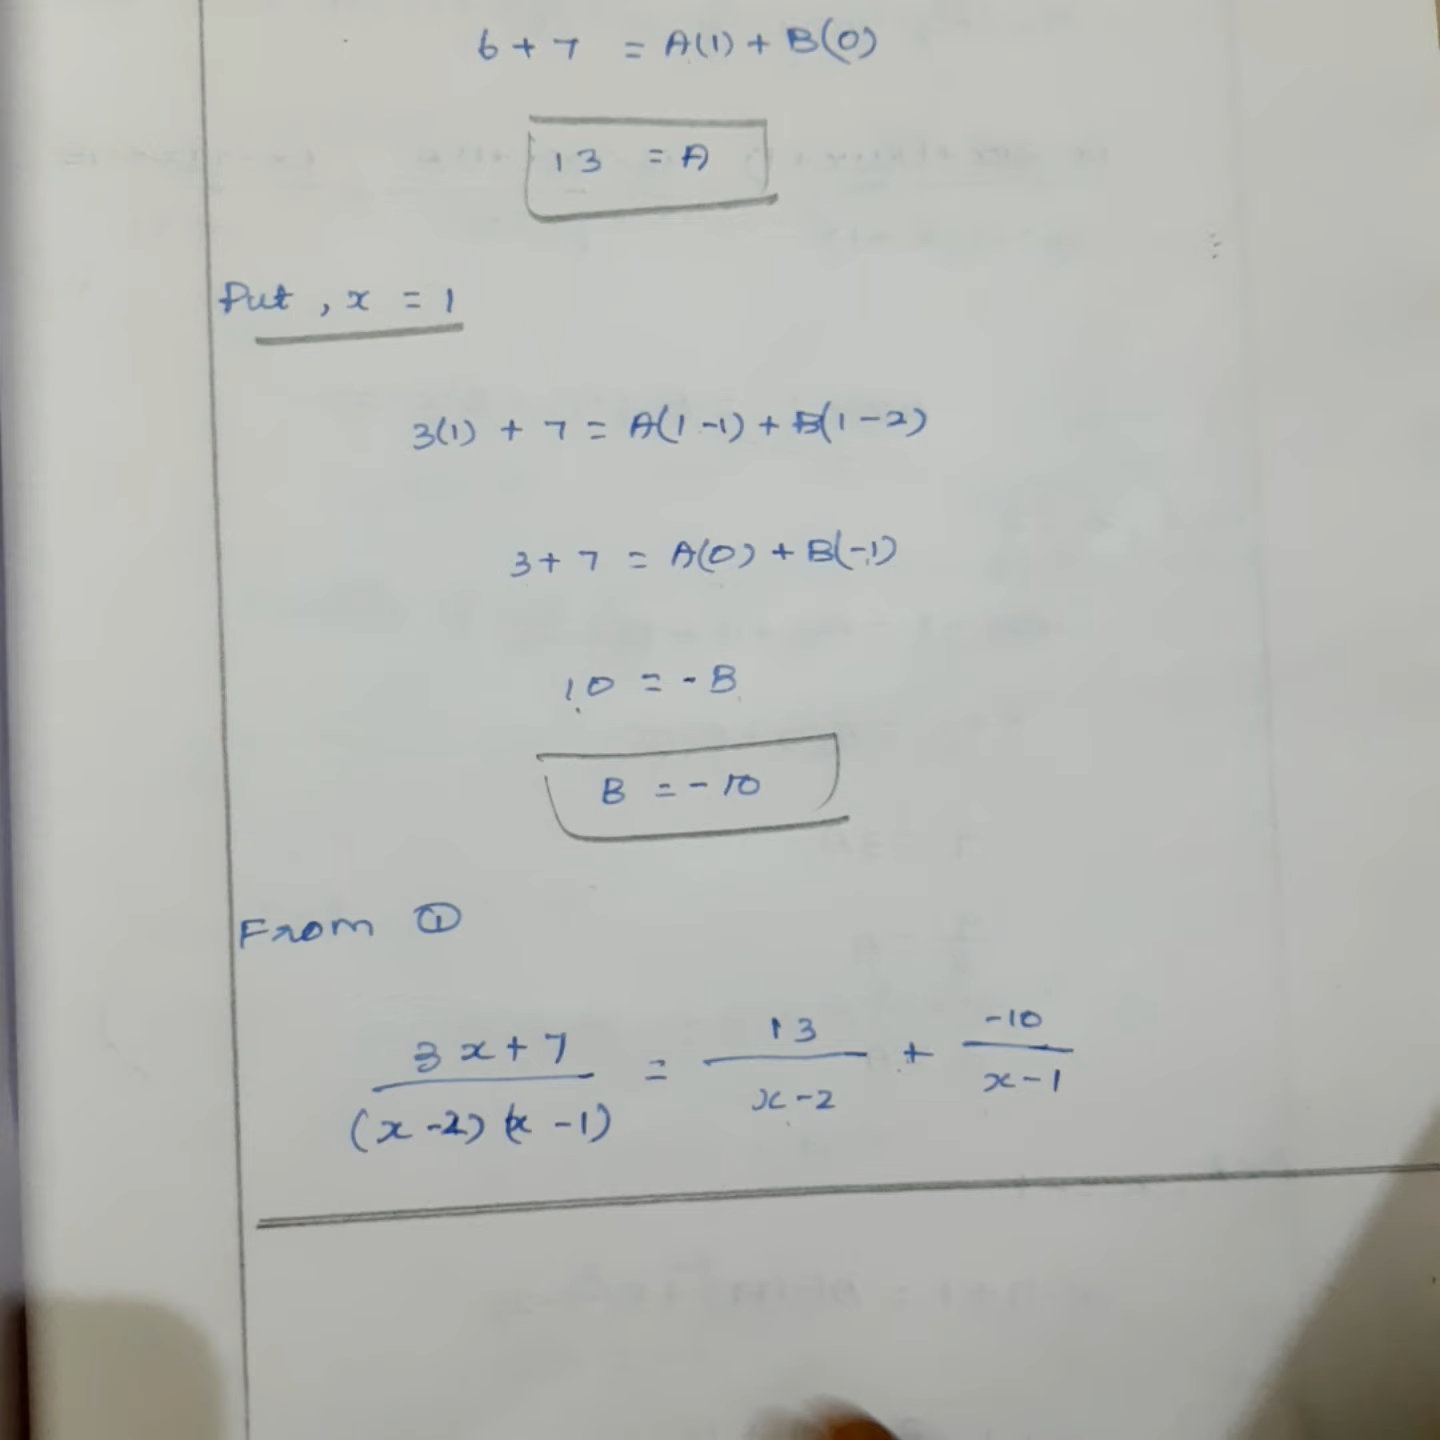 6 + 7 = A(1) + B(0)
13 = A
Put, x = 1
3(1) + 7 = A(1-1) + B(1-2)
3 + 7 = A(0) + B(-1)
10 = -B
B = -10
From ①
3x+7 / (x-2)(x-1) = 13 / x-2 + -10 / x-1